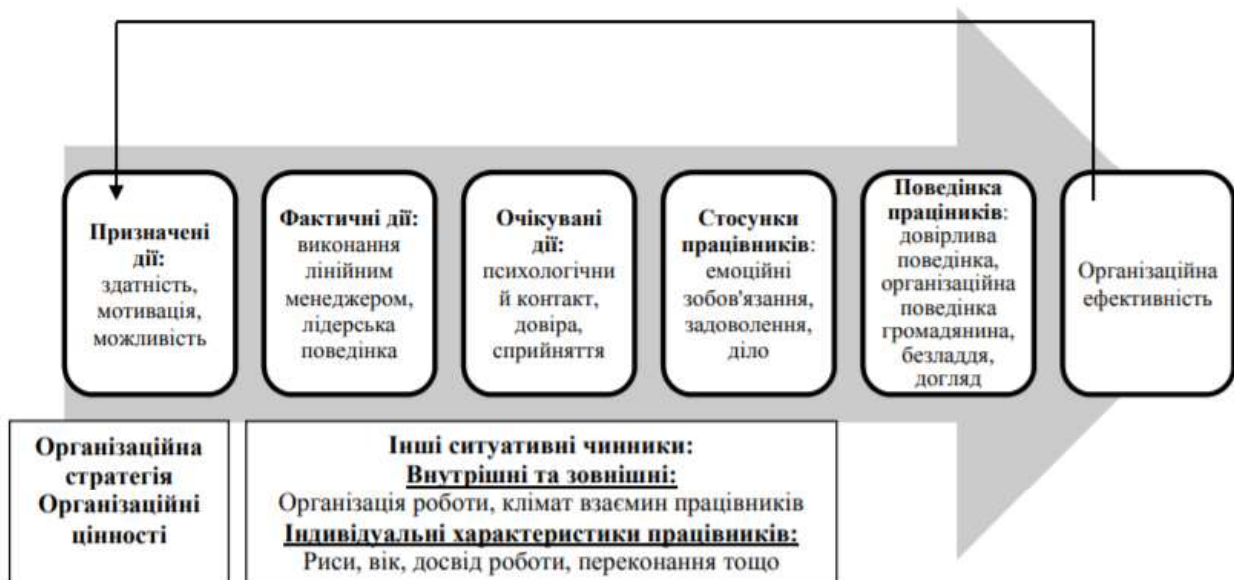 Призначені
дії:
здатність,
мотивація,
можливість
Фактичні дії:
виконання
лінійним
менеджером,
лідерська
поведінка
Очікувані
дії:
психологічни
й контакт,
довіра,
сприйняття
Стосунки
працівників:
емоційні
зобов'язання,
задоволення,
діло
Поведінка
праціників:
довірлива
поведінка,
організаційна
поведінка
громадянина,
безладдя,
догляд
Організаційна
ефективність
Організаційна
стратегія
Організаційні
цінності
Інші ситуативні чинники:
Внутрішні та зовнішні:
Організація роботи, клімат взаємин працівників
Індивідуальні характеристики працівників:
Риси, вік, досвід роботи, переконання тощо